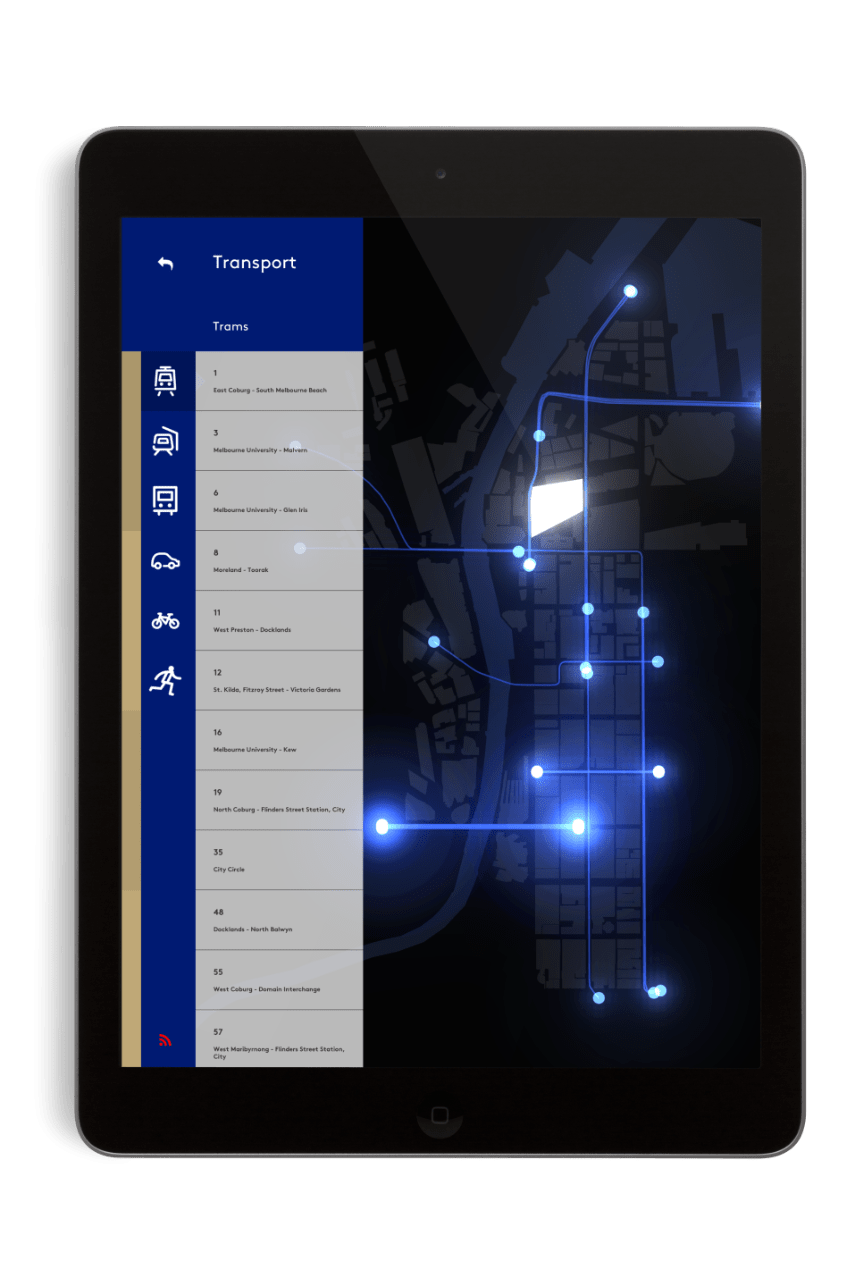 Transport
Trams
1
East Coburg - South Melbourne Beach
3
Melbourne University - Malvern
6
Melbourne University - Glen Iris
8
Moreland - Toorak
11
West Preston - Docklands
12
St. Kilda, Fitzroy Street - Victoria Gardens
16
Melbourne University - Kew
19
North Coburg - Flinders Street Station, City
35
City Circle
48
Docklands - North Balwyn
55
West Coburg - Domain Interchange
57
West Maribyrnong - Flinders Street Station,
City